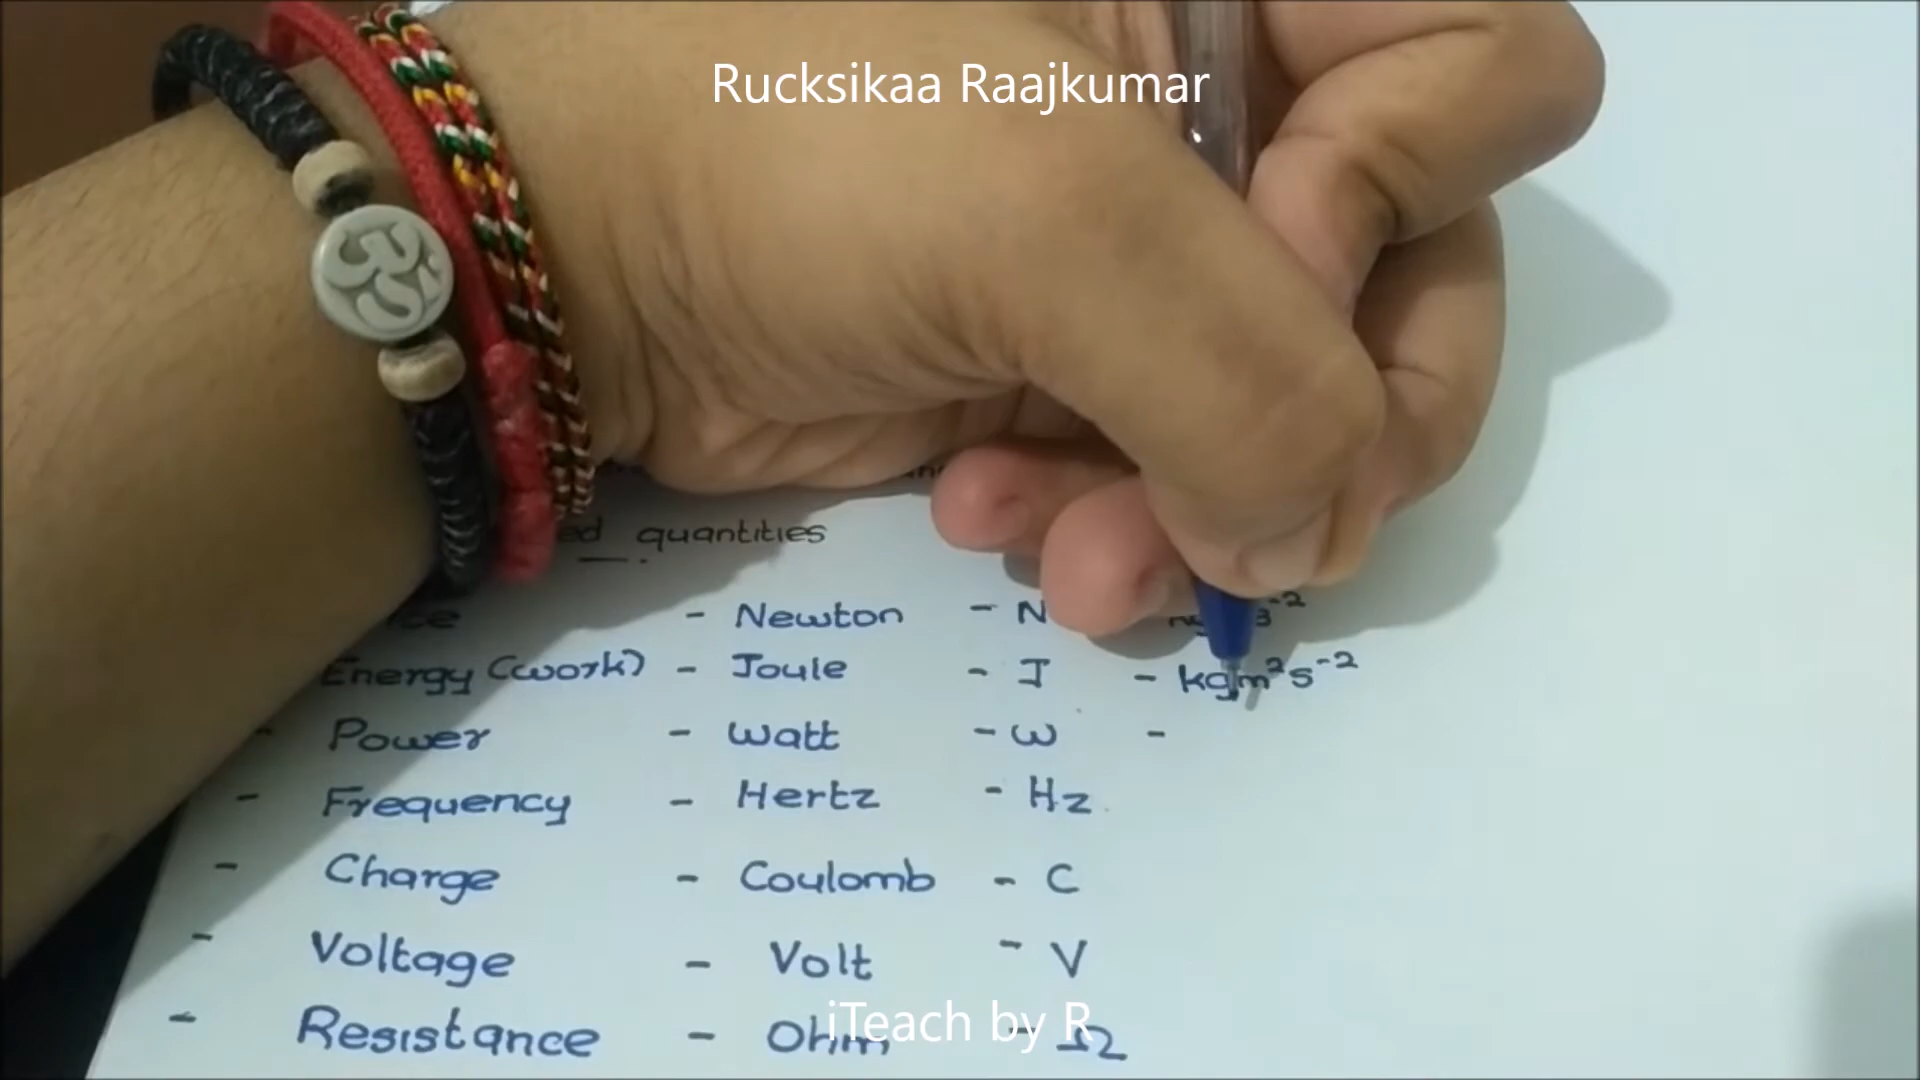 Rucksikaa Raajkumar
quantities
- Newton - N s⁻²
Energy (work) - Joule - J - kgm²s⁻²
- Power - Watt - W -
- Frequency - Hertz - Hz
- Charge - Coulomb - C
- Voltage - Volt - V
- Resistance - Ohm - Ω
iTeach by R